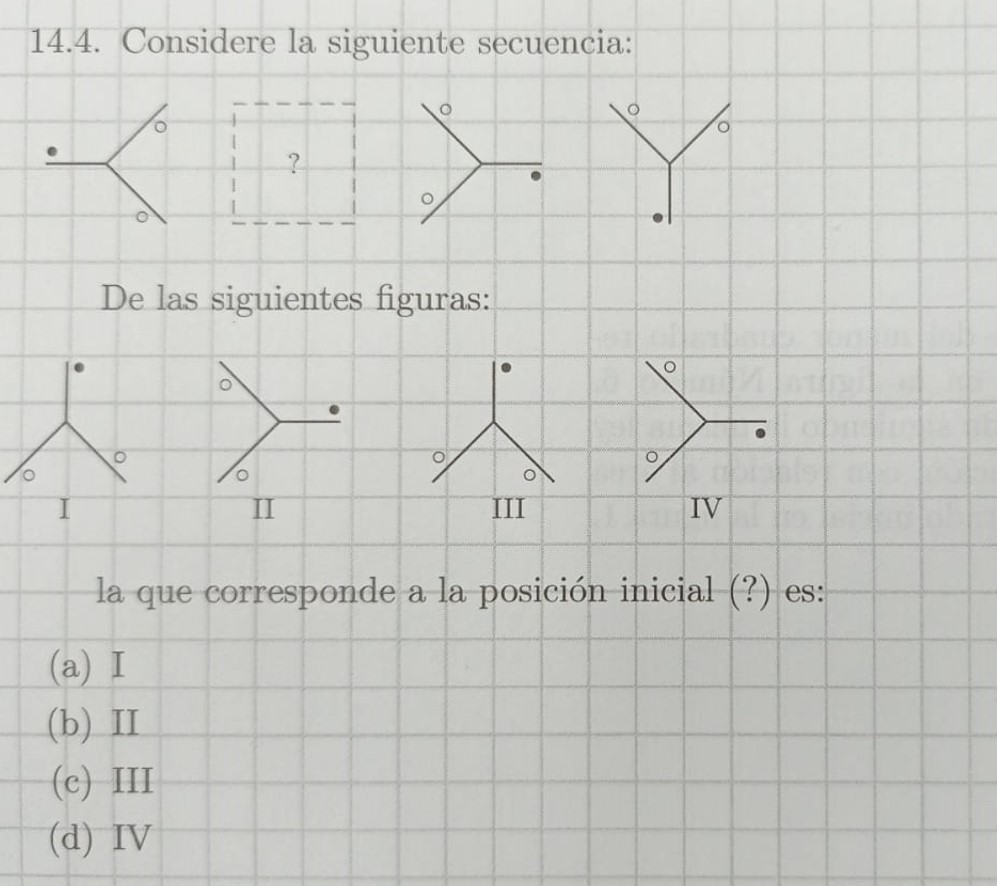 14.4. Considere la siguiente secuencia:
?
De las siguientes figuras:
I II III IV
la que corresponde a la posición inicial (?) es:
(a) I
(b) II
(c) III
(d) IV